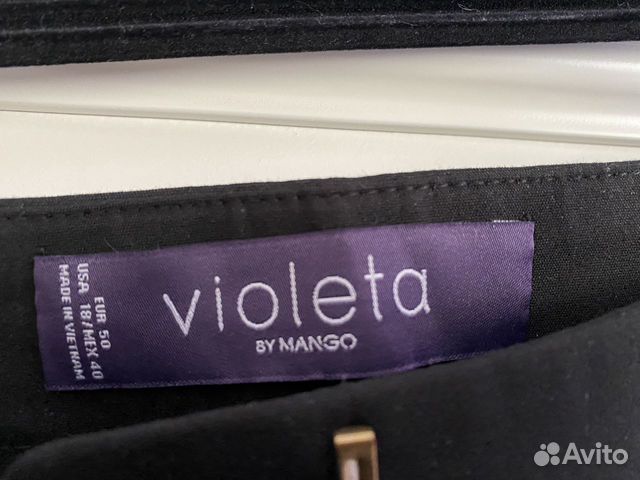 violeta
BY MANGO
EUR 50
USA 18/MEX 40
MADE IN VIETNAM
Avito